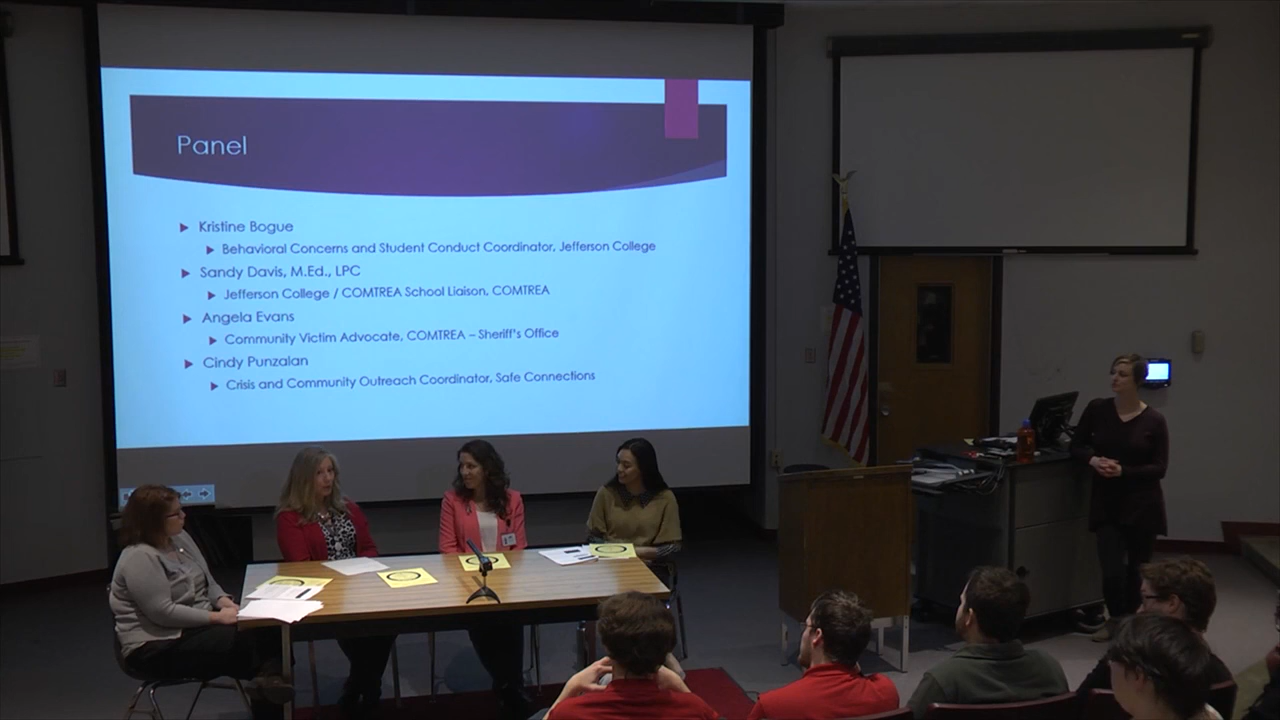 Panel
Kristine Bogue
Behavioral Concerns and Student Conduct Coordinator, Jefferson College
Sandy Davis, M.Ed., LPC
Jefferson College / COMTREA School Liaison, COMTREA
Angela Evans
Community Victim Advocate, COMTREA – Sheriff's Office
Cindy Punzalan
Crisis and Community Outreach Coordinator, Safe Connections